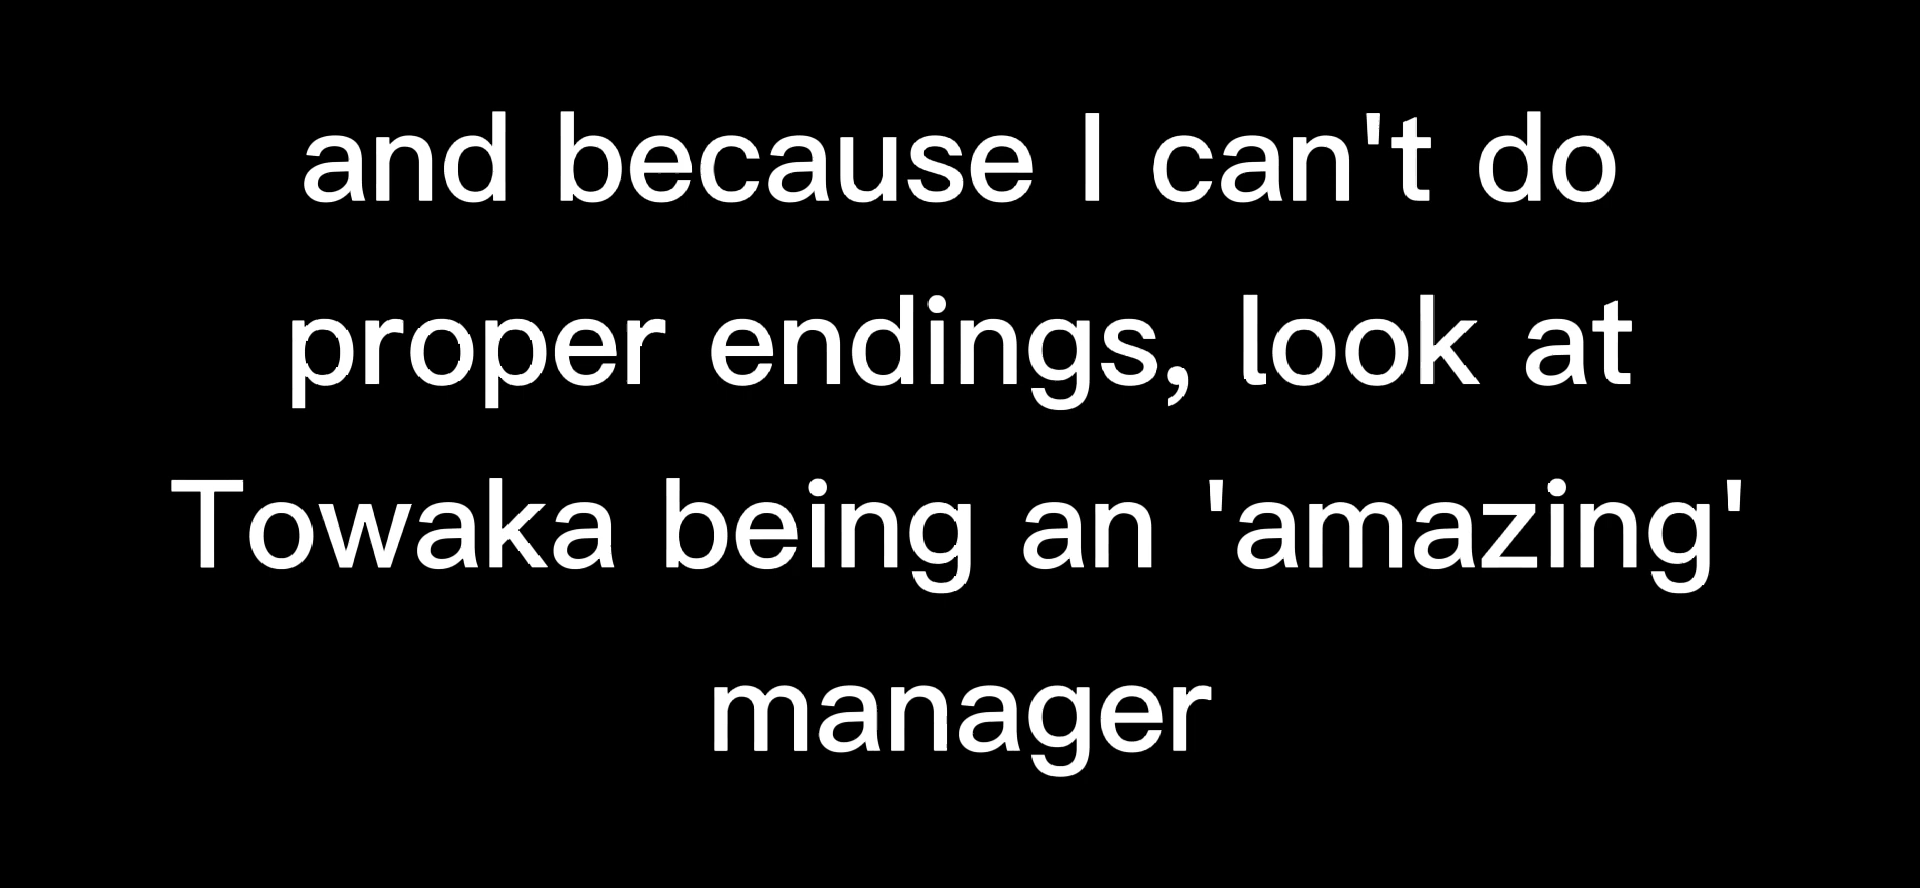 and because I can't do
proper endings, look at
Towaka being an 'amazing'
manager